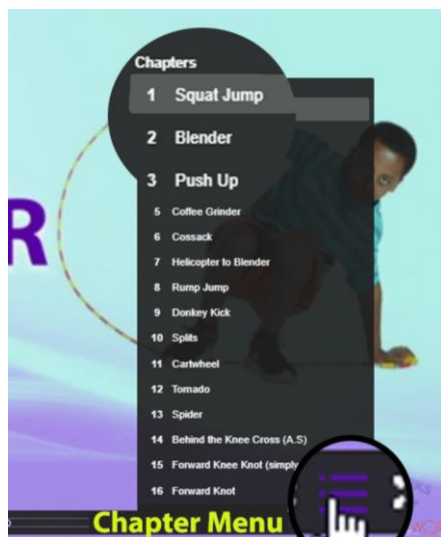 Chapters
1 Squat Jump
2 Blender
3 Push Up
5 Coffee Grinder
6 Cossack
7 Helicopter to Blender
8 Rump Jump
9 Donkey Kick
10 Splits
11 Cartwheel
12 Tornado
13 Spider
14 Behind the Knee Cross (A.S)
15 Forward Knee Knot (simply
16 Forward Knot
R
Chapter Menu